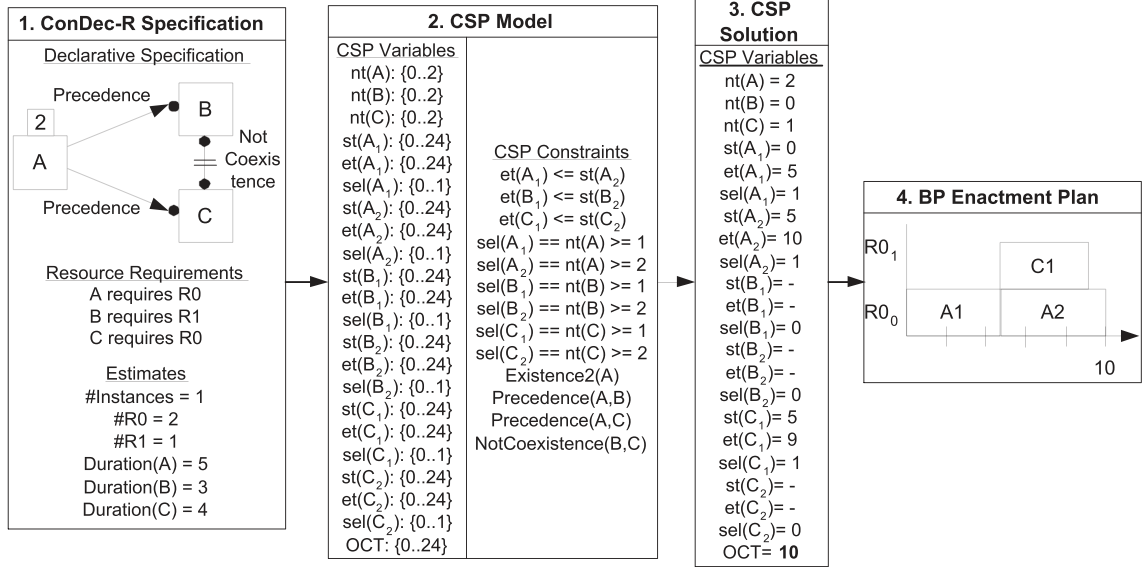 1. ConDec-R Specification
Declarative Specification
Precedence
B
2
A
Not
Coexis
tence
Precedence
C
Resource Requirements
A requires R0
B requires R1
C requires R0
Estimates
#Instances = 1
#R0 = 2
#R1 = 1
Duration(A) = 5
Duration(B) = 3
Duration(C) = 4
2. CSP Model
CSP Variables
nt(A): {0..2}
nt(B): {0..2}
nt(C): {0..2}
st(A₁): {0..24}
et(A₁): {0..24}
sel(A₁): {0..1}
st(A₂): {0..24}
et(A₂): {0..24}
sel(A₂): {0..1}
st(B₁): {0..24}
et(B₁): {0..24}
sel(B₁): {0..1}
st(B₂): {0..24}
et(B₂): {0..24}
sel(B₂): {0..1}
st(C₁): {0..24}
et(C₁): {0..24}
sel(C₁): {0..1}
st(C₂): {0..24}
et(C₂): {0..24}
sel(C₂): {0..1}
OCT: {0..24}
CSP Constraints
et(A₁) <= st(A₂)
et(B₁) <= st(B₂)
et(C₁) <= st(C₂)
sel(A₁) == nt(A) >= 1
sel(A₂) == nt(A) >= 2
sel(B₁) == nt(B) >= 1
sel(B₂) == nt(B) >= 2
sel(C₁) == nt(C) >= 1
sel(C₂) == nt(C) >= 2
Existence2(A)
Precedence(A,B)
Precedence(A,C)
NotCoexistence(B,C)
3. CSP
Solution
CSP Variables
nt(A) = 2
nt(B) = 0
nt(C) = 1
st(A₁)= 0
et(A₁)= 5
sel(A₁)= 1
st(A₂)= 5
et(A₂)= 10
sel(A₂)= 1
st(B₁)= -
et(B₁)= -
sel(B₁)= 0
st(B₂)= -
et(B₂)= -
sel(B₂)= 0
st(C₁)= 5
et(C₁)= 9
sel(C₁)= 1
st(C₂)= -
et(C₂)= -
sel(C₂)= 0
OCT= 10
4. BP Enactment Plan
R0₁
C1
R0₀
A1
A2
10